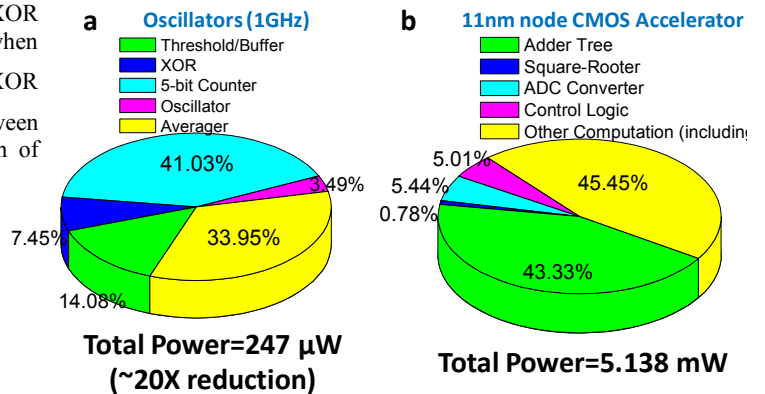 XOR
when
XOR
ween
n of
a
Oscillators (1GHz)
Threshold/Buffer
XOR
5-bit Counter
Oscillator
Averager
41.03%
3.49%
7.45%
33.95%
14.08%
Total Power=247 µW
(~20X reduction)
b
11nm node CMOS Accelerator
Adder Tree
Square-Rooter
ADC Converter
Control Logic
Other Computation (including
5.01%
45.45%
5.44%
0.78%
43.33%
Total Power=5.138 mW